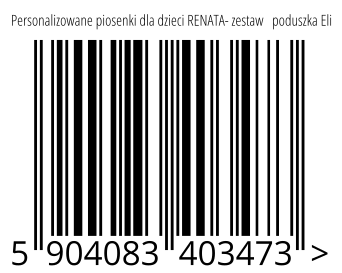 Personalizowane piosenki dla dzieci RENATA- zestaw poduszka Eli
5 904083 403473 >